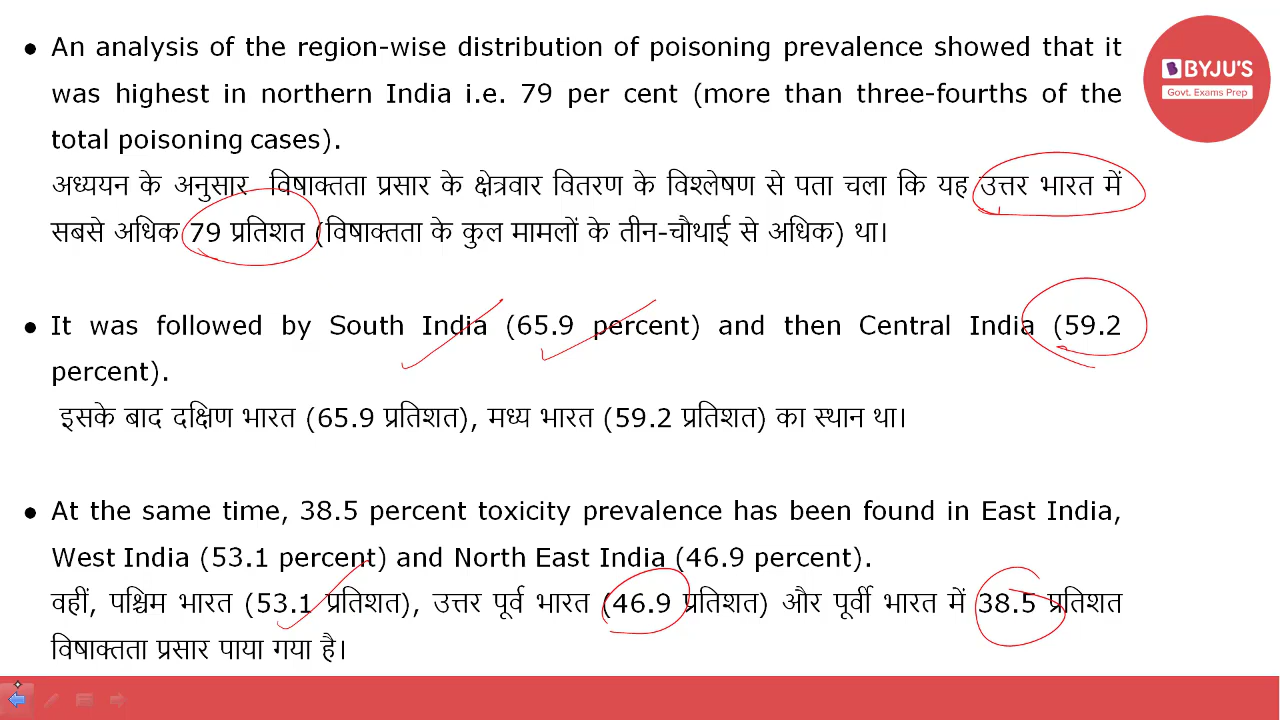 • An analysis of the region-wise distribution of poisoning prevalence showed that it
was highest in northern India i.e. 79 per cent (more than three-fourths of the
total poisoning cases).
अध्ययन के अनुसार विषाक्तता प्रसार के क्षेत्रवार वितरण के विश्लेषण से पता चला कि यह उत्तर भारत में
सबसे अधिक 79 प्रतिशत (विषाक्तता के कुल मामलों के तीन-चौथाई से अधिक) था।
• It was followed by South India (65.9 percent) and then Central India (59.2
percent).
इसके बाद दक्षिण भारत (65.9 प्रतिशत), मध्य भारत (59.2 प्रतिशत) का स्थान था।
• At the same time, 38.5 percent toxicity prevalence has been found in East India,
West India (53.1 percent) and North East India (46.9 percent).
वहीं, पश्चिम भारत (53.1 प्रतिशत), उत्तर पूर्व भारत (46.9 प्रतिशत) और पूर्वी भारत में 38.5 प्रतिशत
विषाक्तता प्रसार पाया गया है।
BYJU'S
Govt. Exams Prep